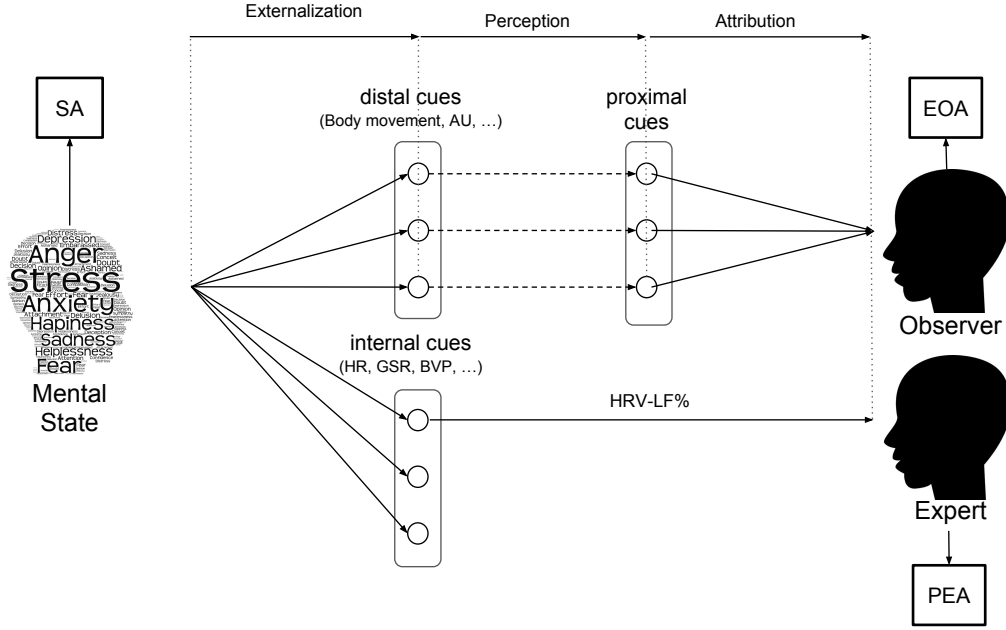 Externalization
Perception
Attribution
SA
distal cues
(Body movement, AU, …)
proximal
cues
EOA
Distress
Depression
Anger
Ashamed
Stress
Anxiety
Hapiness
Sadness
Helplessness
Fear
Mental
State
Observer
internal cues
(HR, GSR, BVP, …)
HRV-LF%
Expert
PEA